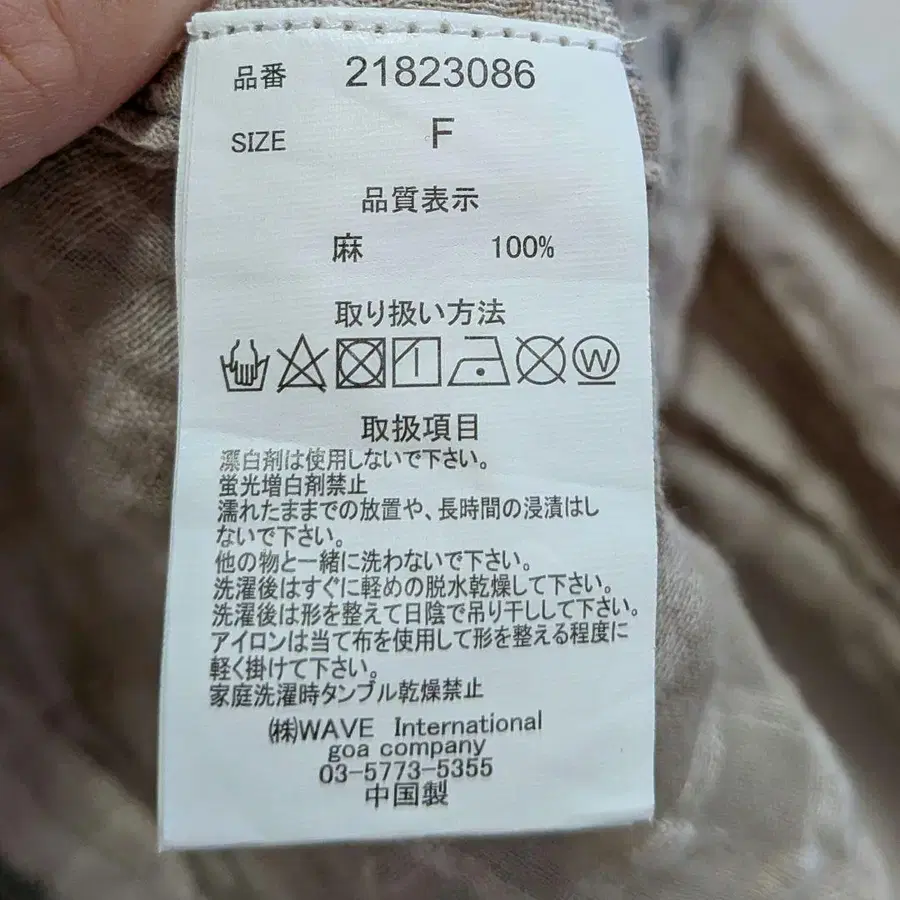 品番 21823086
SIZE F
品質表示
麻 100%
取り扱い方法
W
取扱項目
漂白剤は使用しないで下さい。
蛍光増白剤禁止
濡れたままでの放置や、長時間の浸漬はし
ないで下さい。
他の物と一緒に洗わないで下さい。
洗濯後はすぐに軽めの脱水乾燥して下さい。
洗濯後は形を整えて日陰で吊り干しして下さい。
アイロンは当て布を使用して形を整える程度に
軽く掛けて下さい。
家庭洗濯時タンブル乾燥禁止
㈱WAVE International
goa company
03-5773-5355
中国製